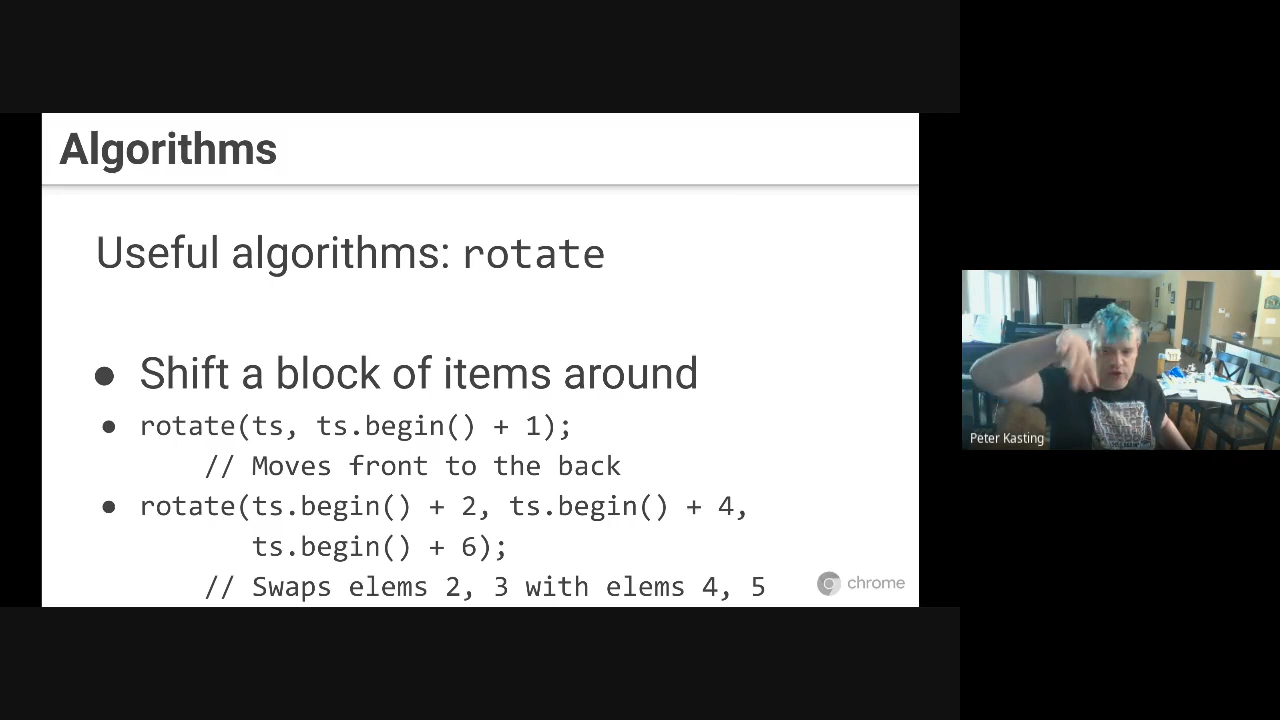 Algorithms
Useful algorithms: rotate
● Shift a block of items around
● rotate(ts, ts.begin() + 1);
// Moves front to the back
● rotate(ts.begin() + 2, ts.begin() + 4,
ts.begin() + 6);
// Swaps elems 2, 3 with elems 4, 5
chrome
Peter Kasting